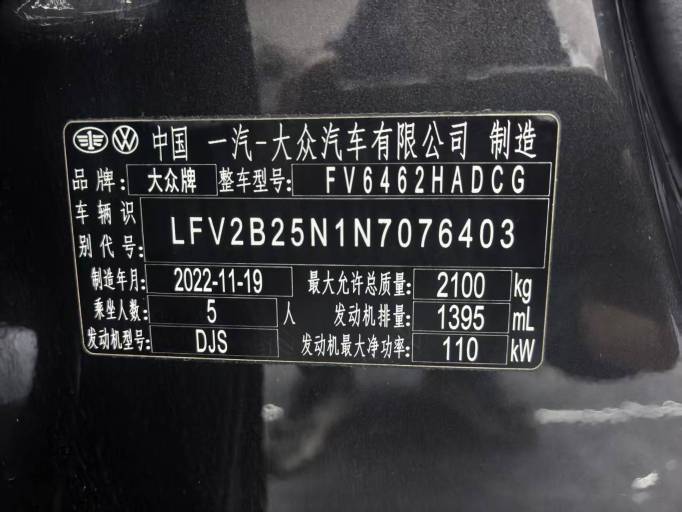 中国 一汽-大众汽车有限公司 制造
品牌: 大众牌 整车型号: FV6462HADCG
车辆识
别代号: LFV2B25N1N7076403
制造年月: 2022-11-19 最大允许总质量: 2100 kg
乘坐人数: 5 人 发动机排量: 1395 mL
发动机型号: DJS 发动机最大净功率: 110 kW